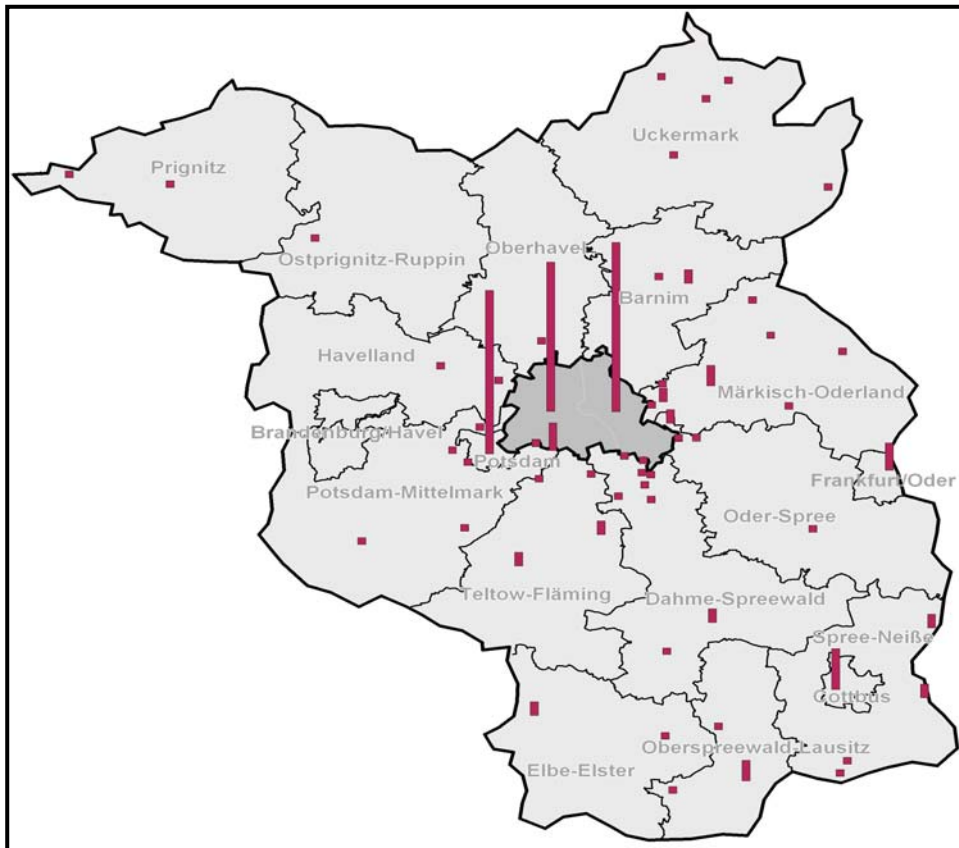 Uckermark
Prignitz
Oberhavel
Ostprignitz-Ruppin
Barnim
Havelland
Märkisch-Oderland
Brandenburg/Havel
Potsdam
Frankfurt/Oder
Potsdam-Mittelmark
Oder-Spree
Teltow-Fläming
Dahme-Spreewald
Spree-Neiße
Cottbus
Oberspreewald-Lausitz
Elbe-Elster